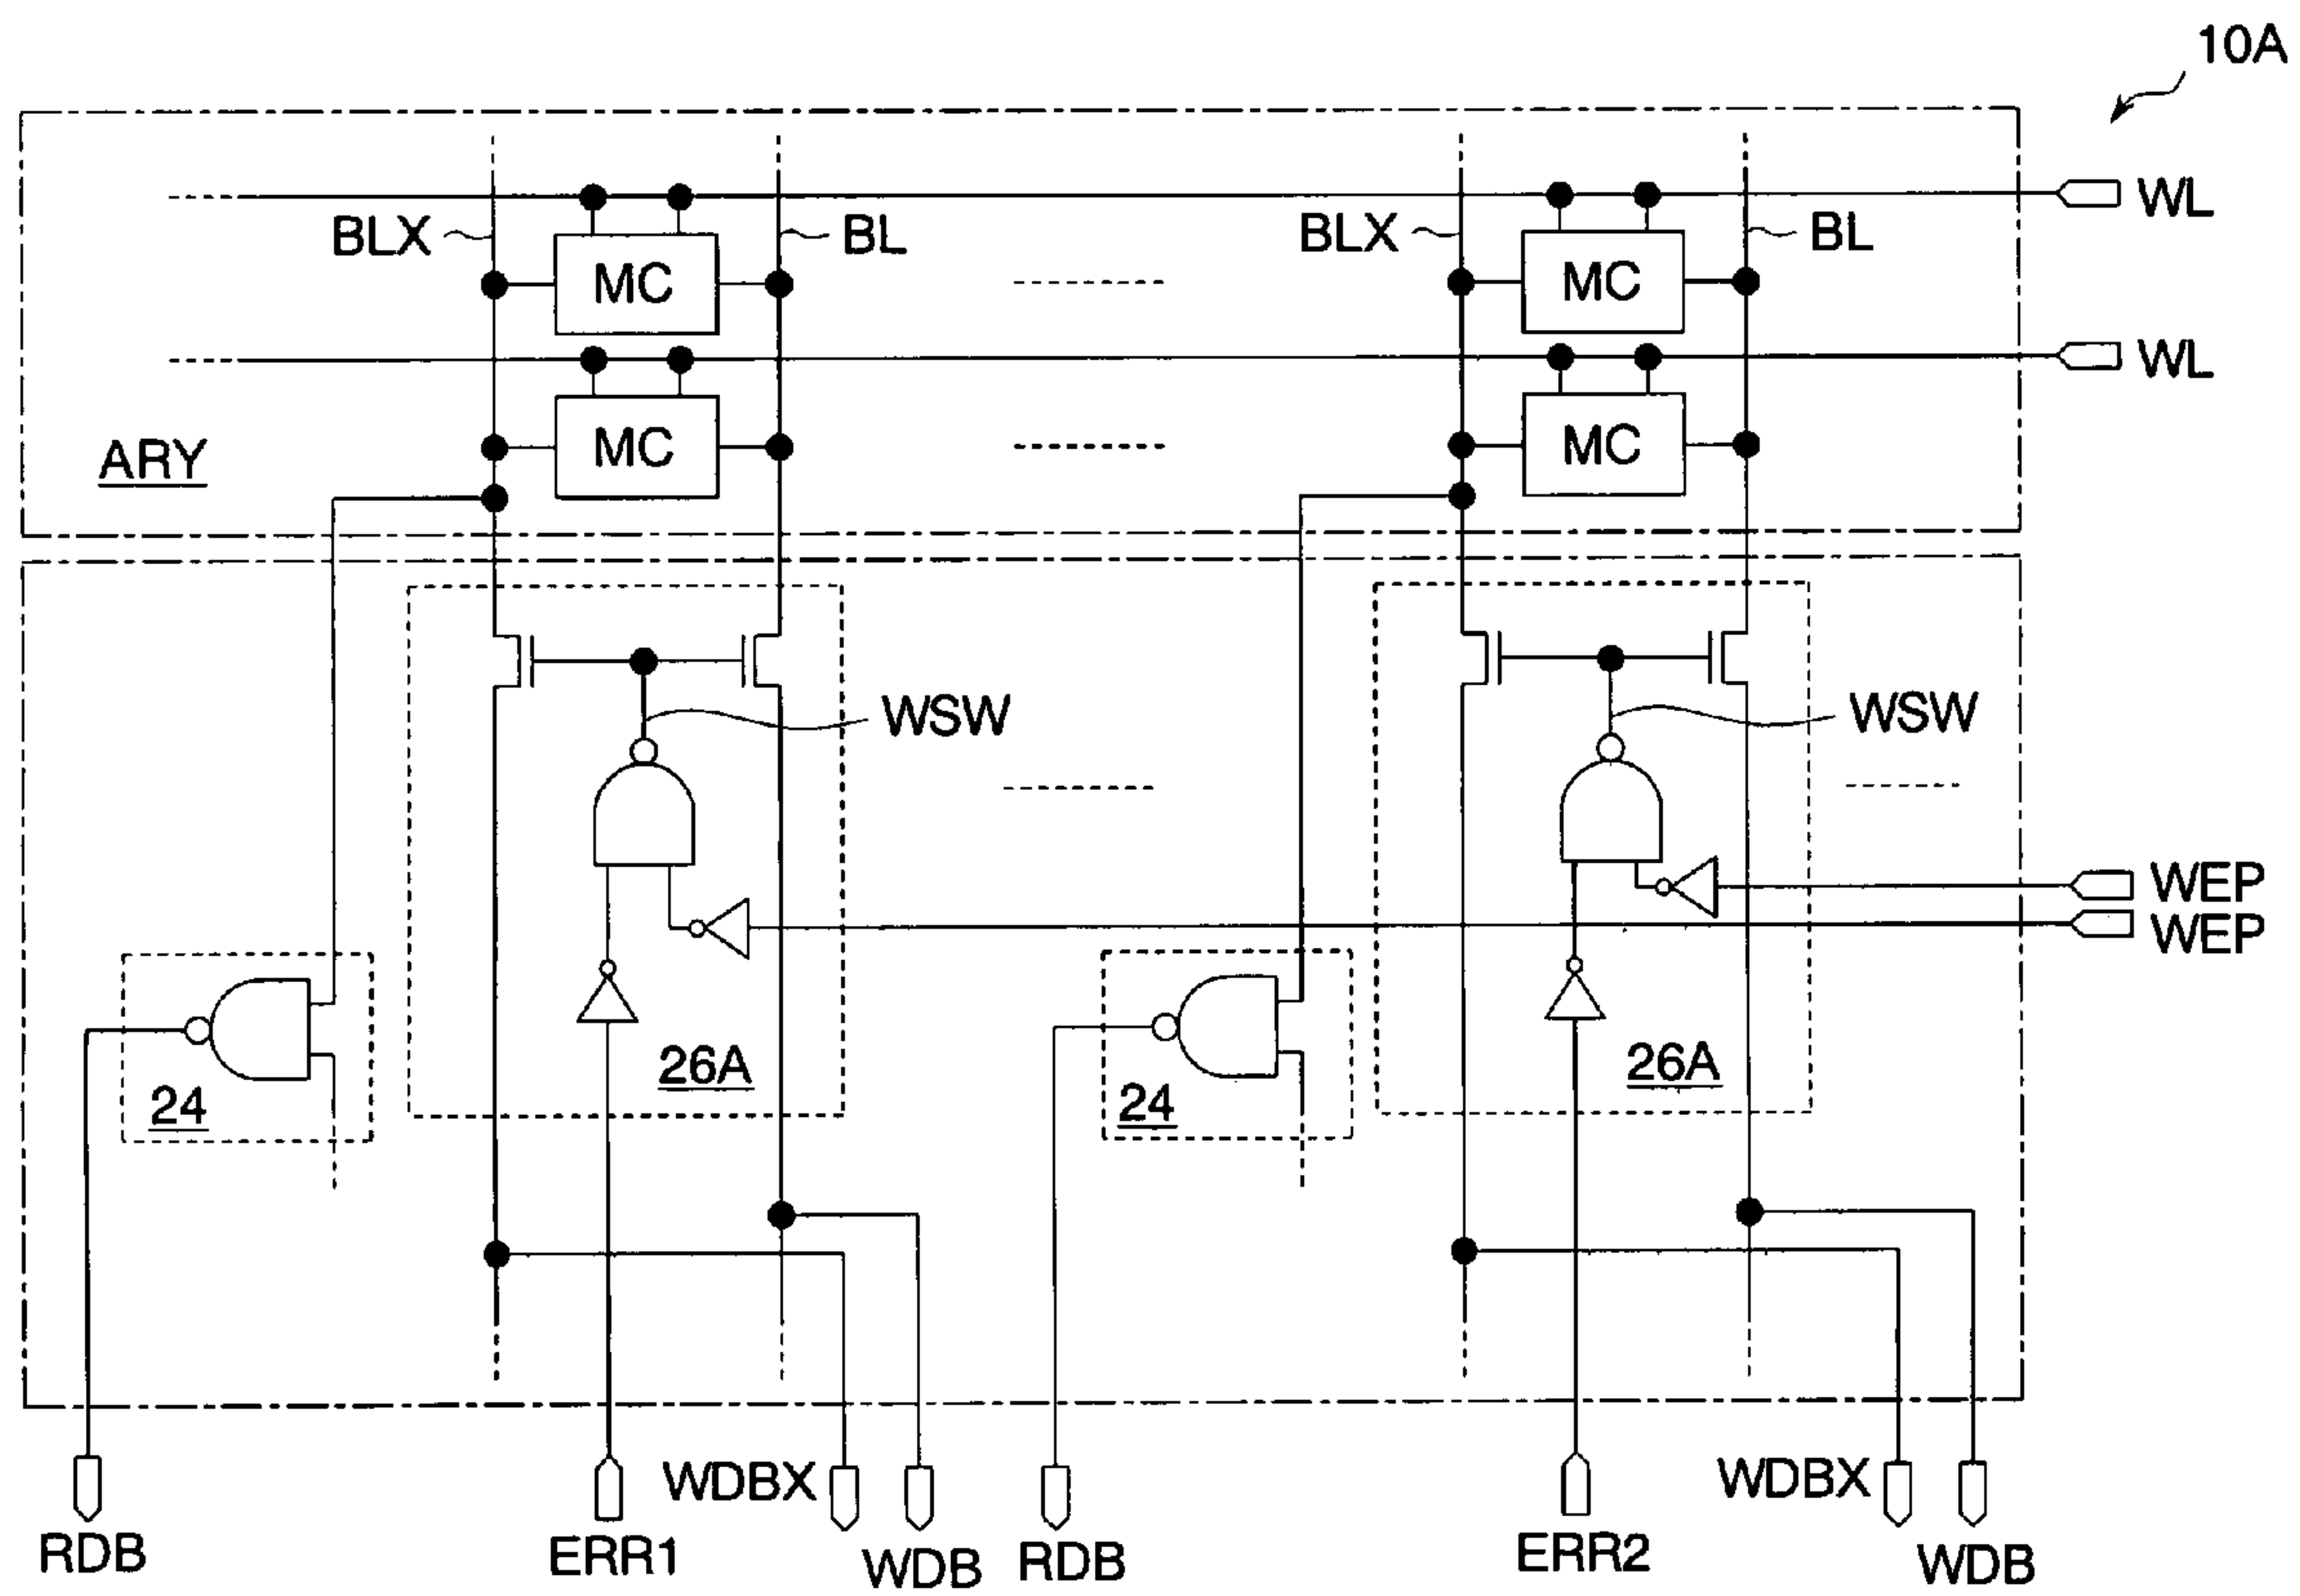 10A
WL
BLX
BL
BLX
BL
MC
MC
WL
MC
MC
ARY
WSW
WSW
WEP
WEP
26A
26A
24
24
WDBX
WDBX
RDB
ERR1
WDB
RDB
ERR2
WDB